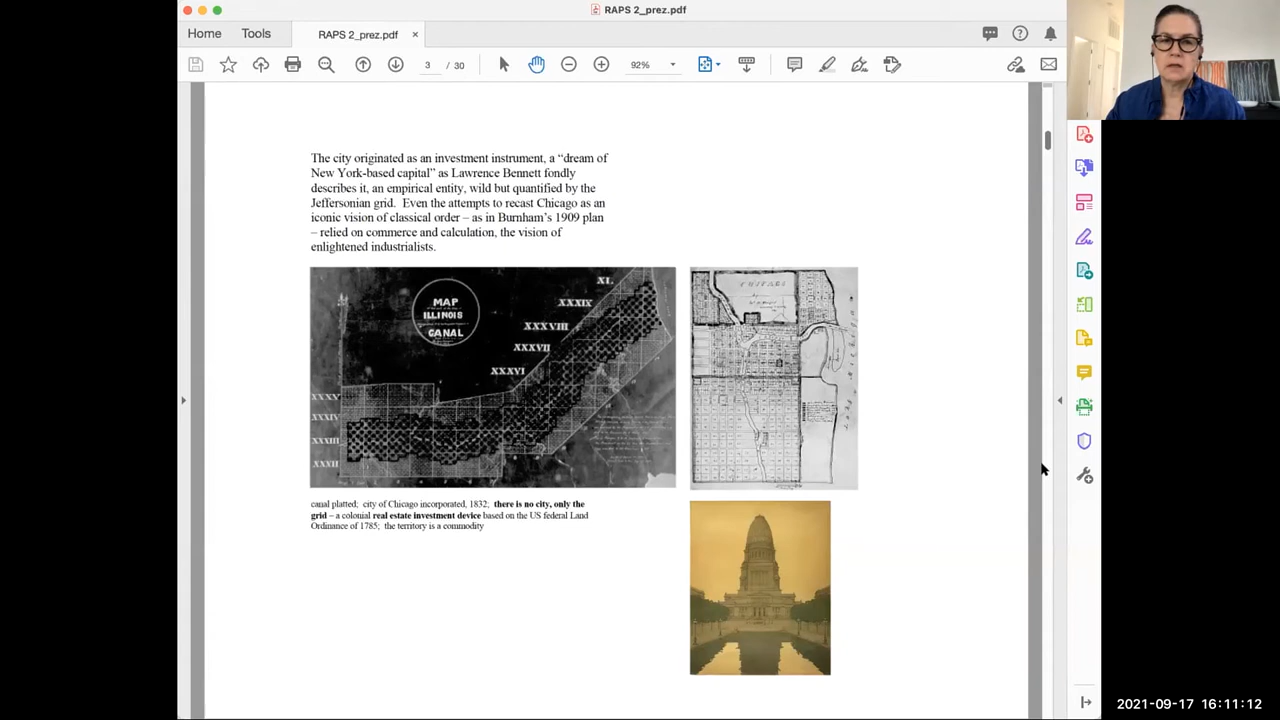 RAPS 2_prez.pdf
Home
Tools
RAPS 2_prez.pdf
3 / 30
92%
The city originated as an investment instrument, a “dream of
New York-based capital” as Lawrence Bennett fondly
describes it, an empirical entity, wild but quantified by the
Jeffersonian grid. Even the attempts to recast Chicago as an
iconic vision of classical order – as in Burnham’s 1909 plan
– relied on commerce and calculation, the vision of
enlightened industrialists.
MAP
ILLINOIS
CANAL
XL
XXXIX
XXXVIII
XXXVII
XXXVI
XXXV
XXXIV
XXXIII
XXXII
canal platted; city of Chicago incorporated, 1832; there is no city, only the
grid – a colonial real estate investment device based on the US federal Land
Ordinance of 1785; the territory is a commodity
2021-09-17 16:11:12